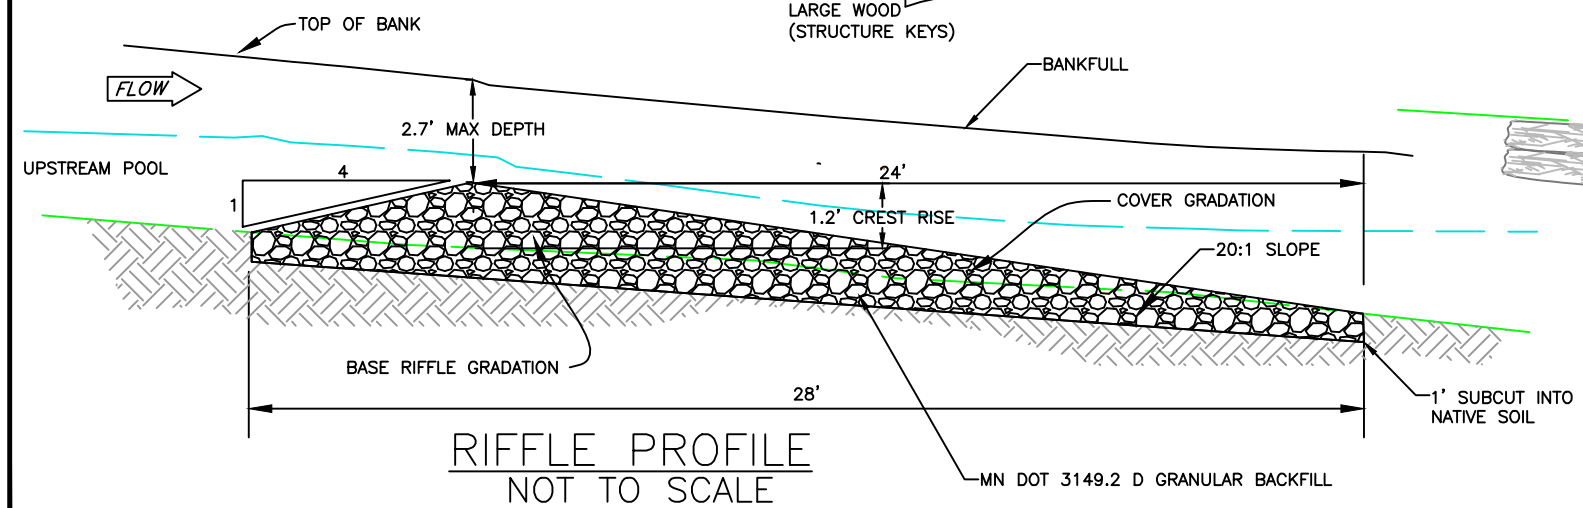 LARGE WOOD
(STRUCTURE KEYS)
TOP OF BANK
BANKFULL
FLOW
2.7' MAX DEPTH
UPSTREAM POOL
4
1
24'
COVER GRADATION
1.2' CREST RISE
20:1 SLOPE
BASE RIFFLE GRADATION
28'
1' SUBCUT INTO
NATIVE SOIL
RIFFLE PROFILE
NOT TO SCALE
MN DOT 3149.2 D GRANULAR BACKFILL